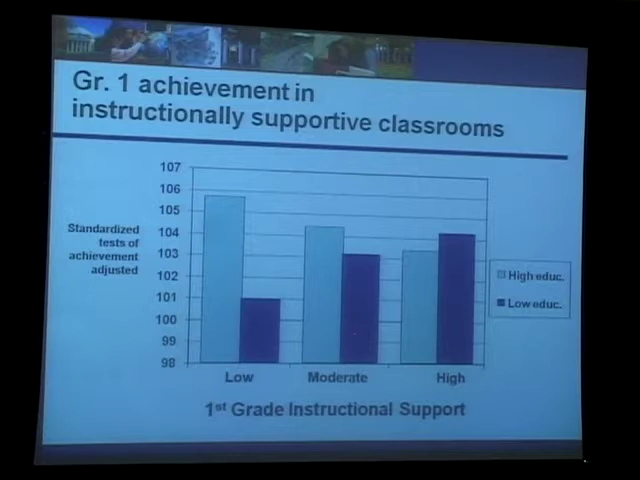 Gr. 1 achievement in
instructionally supportive classrooms
107
106
105
104
103
102
101
100
99
98
Standardized
tests of
achievement
adjusted
High educ.
Low educ.
Low Moderate High
1st Grade Instructional Support